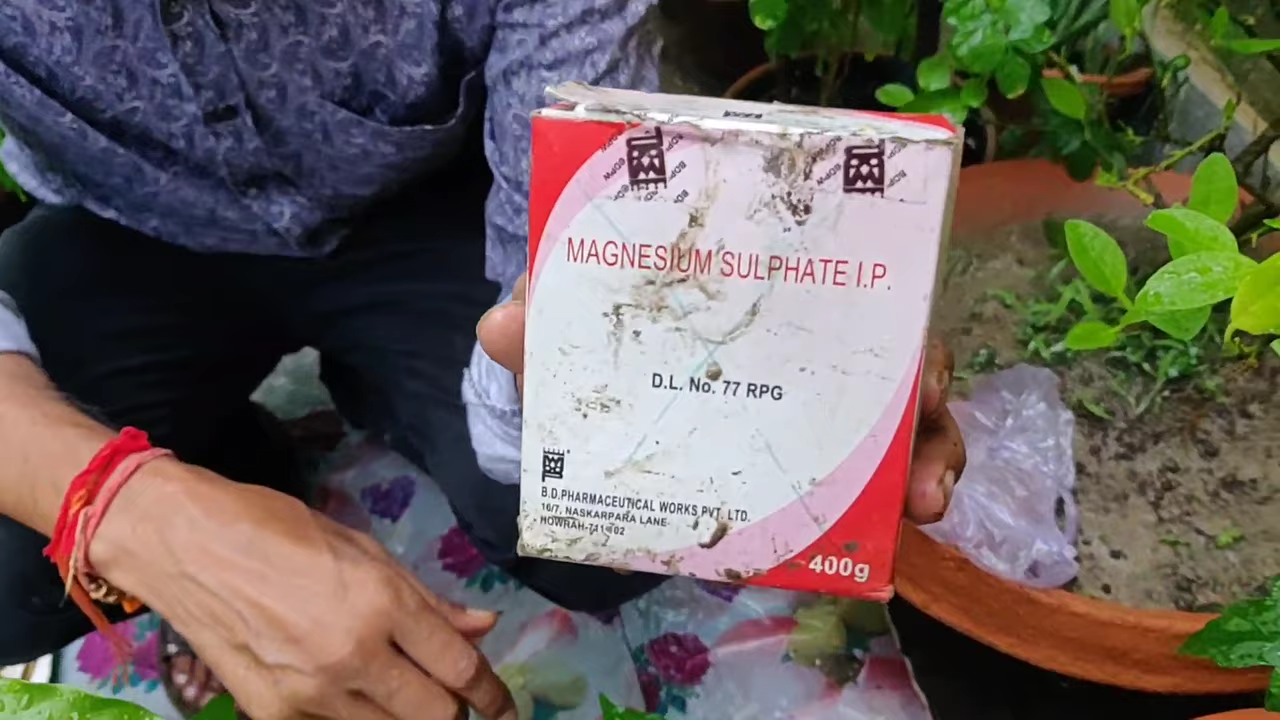 MAGNESIUM SULPHATE I.P.
D.L. No. 77 RPG
B.D.PHARMACEUTICAL WORKS PVT. LTD.
16/7, NASKARPARA LANE
400g